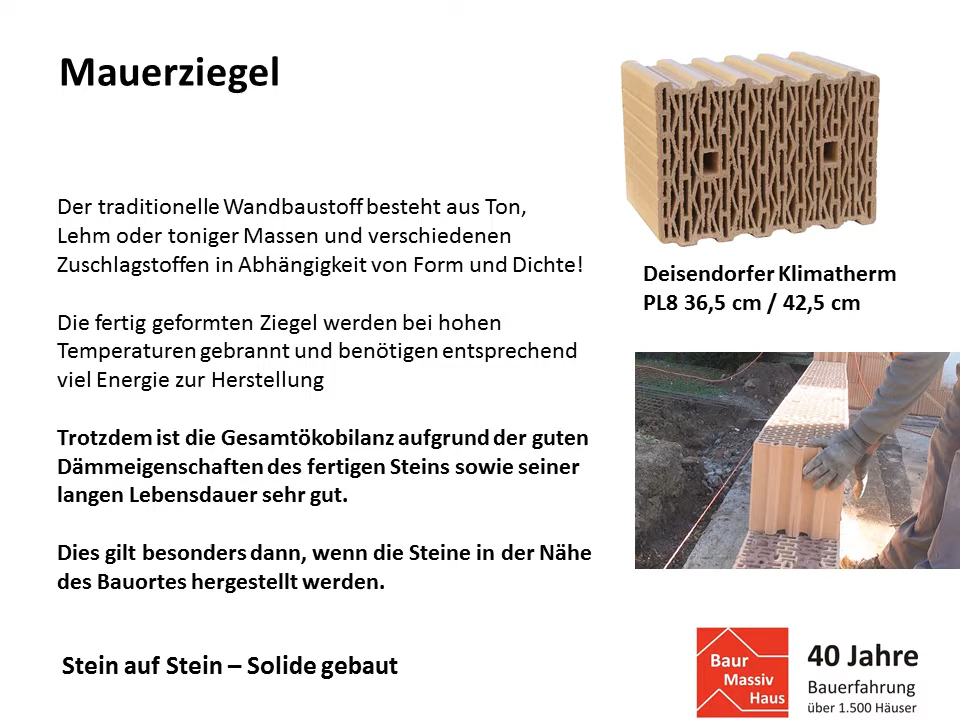 Mauerziegel
Der traditionelle Wandbaustoff besteht aus Ton,
Lehm oder toniger Massen und verschiedenen
Zuschlagstoffen in Abhängigkeit von Form und Dichte!
Die fertig geformten Ziegel werden bei hohen
Temperaturen gebrannt und benötigen entsprechend
viel Energie zur Herstellung
Trotzdem ist die Gesamtökobilanz aufgrund der guten
Dämmeigenschaften des fertigen Steins sowie seiner
langen Lebensdauer sehr gut.
Dies gilt besonders dann, wenn die Steine in der Nähe
des Bauortes hergestellt werden.
Stein auf Stein – Solide gebaut
Deisendorfer Klimatherm
PL8 36,5 cm / 42,5 cm
Baur
Massiv
Haus
40 Jahre
Bauerfahrung
über 1.500 Häuser